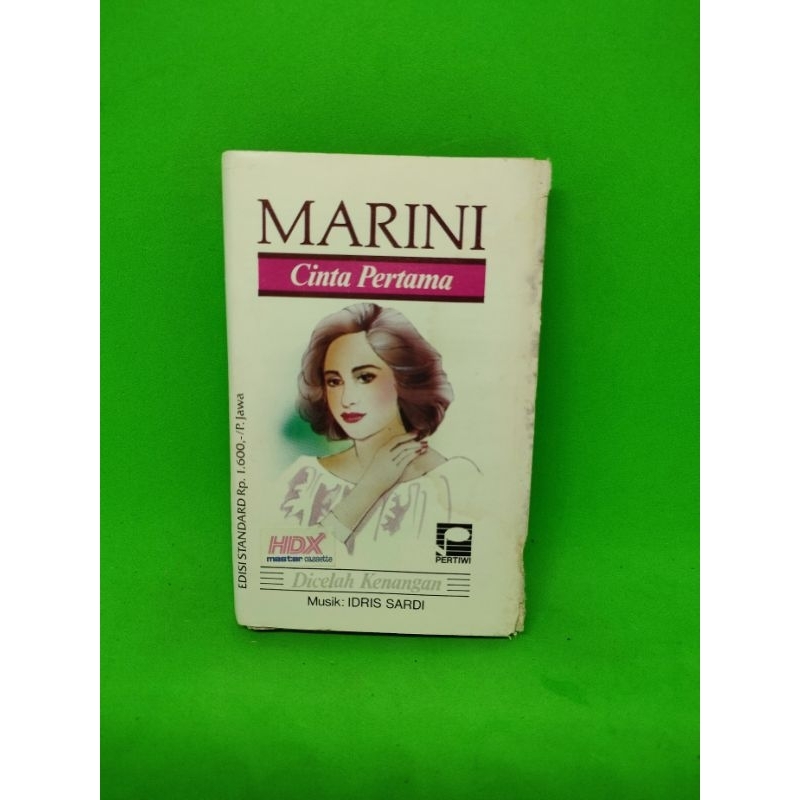 MARINI
Cinta Pertama
EDISI STANDARD Rp. 1.600,-/P. Jawa
HDX
master cassette
PERTIWI
Dicelah Kenangan
Musik: IDRIS SARDI